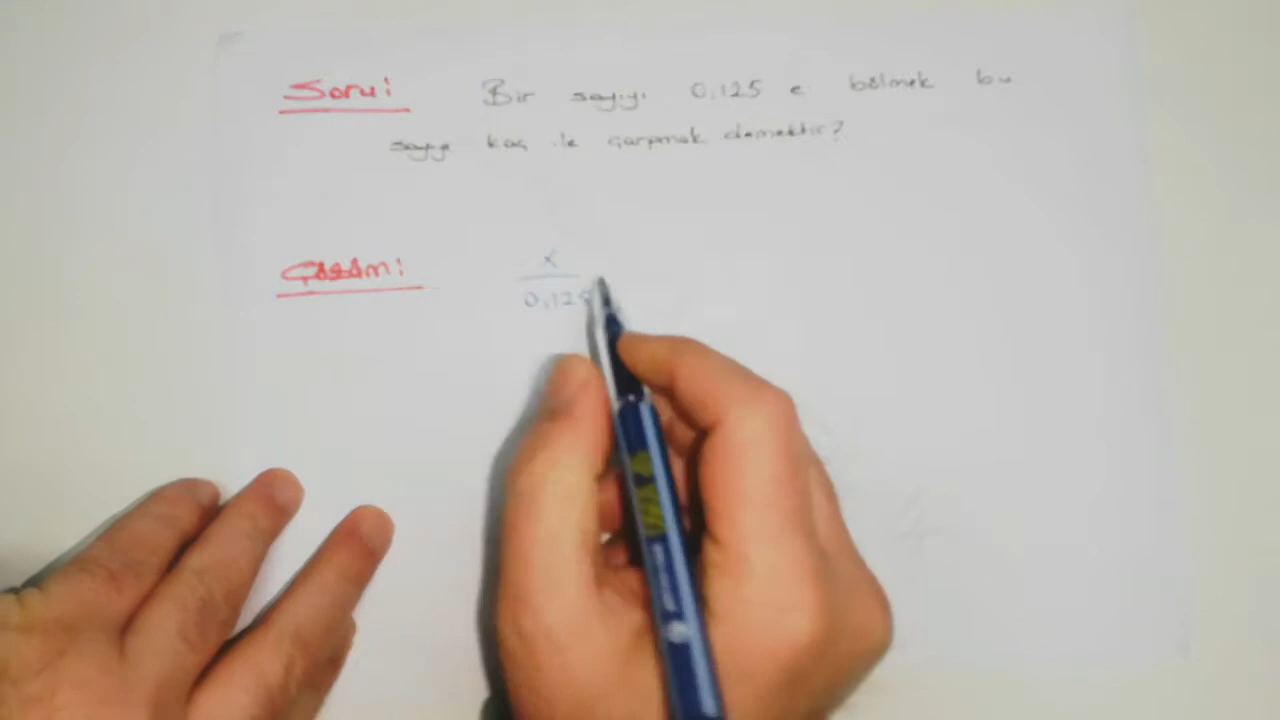 Soru: Bir sayıyı 0,125 e bölmek bu
sayıyı kaç ile çarpmak demektir?
Çözüm: x
0,125